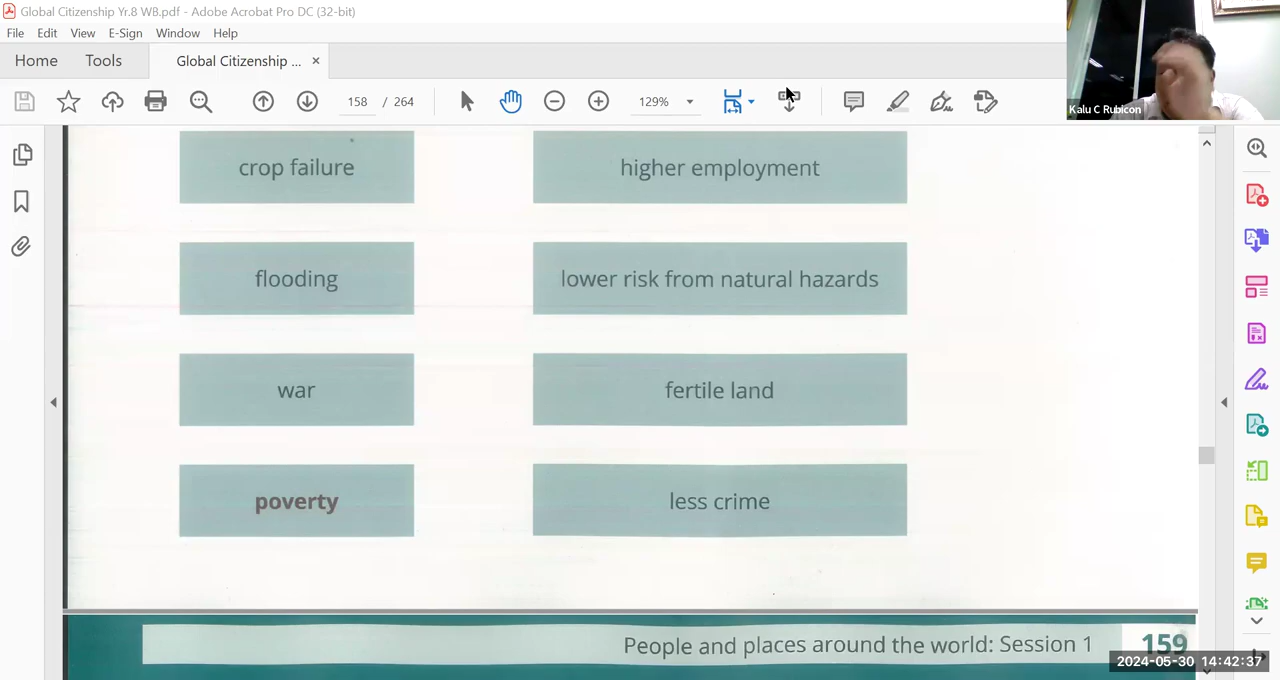 Global Citizenship Yr.8 WB.pdf - Adobe Acrobat Pro DC (32-bit)
File Edit View E-Sign Window Help
Home Tools Global Citizenship ... ×
158 / 264 129%
Kalu C Rubicon
crop failure higher employment
flooding lower risk from natural hazards
war fertile land
poverty less crime
People and places around the world: Session 1 159
2024-05-30 14:42:37